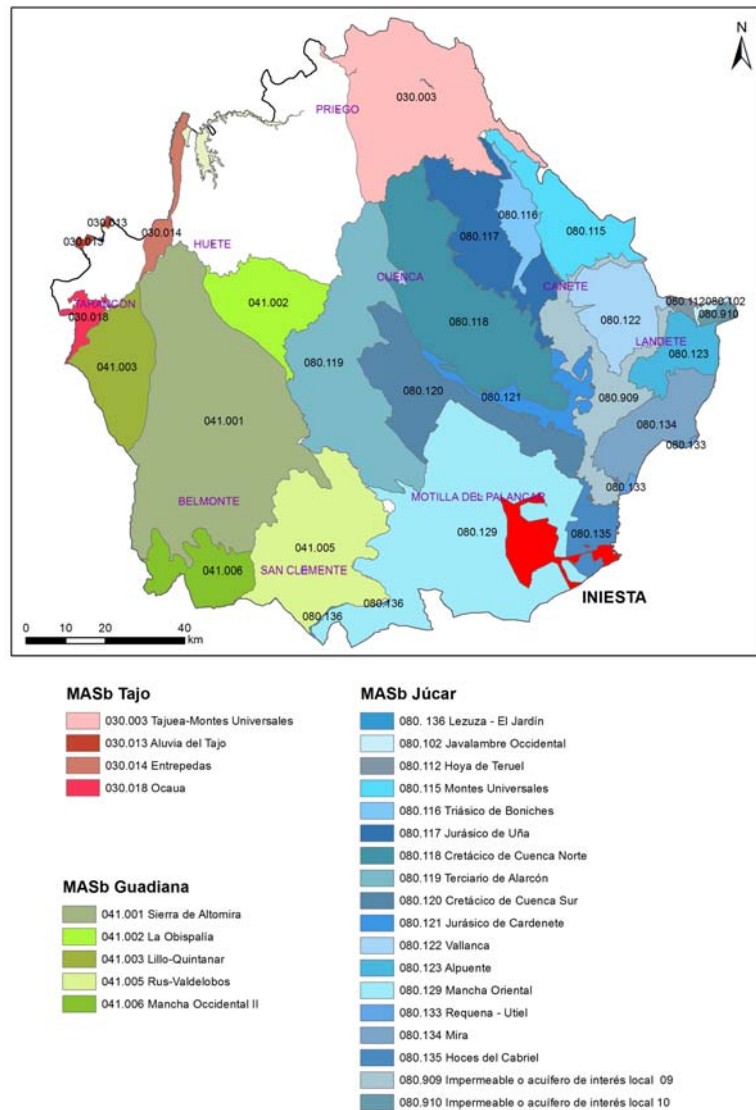 N
PRIEGO
030.003
030.013
030.013
030.014
HUETE
080.116
080.117
080.115
TARANCON
030.018
041.002
CUENCA
CAÑETE
080.118
080.112
080.102
080.910
080.122
LANDETE
080.123
041.003
080.119
080.120
080.121
080.909
041.001
080.134
080.133
080.133
BELMONTE
MOTILLA DEL PALANCAR
080.129
080.135
041.005
041.006
SAN CLEMENTE
080.136
080.136
INIESTA
0 10 20 40
km
MASb Tajo
030.003 Tajuea-Montes Universales
030.013 Aluvia del Tajo
030.014 Entrepedas
030.018 Ocaua
MASb Guadiana
041.001 Sierra de Altomira
041.002 La Obispalía
041.003 Lillo-Quintanar
041.005 Rus-Valdelobos
041.006 Mancha Occidental II
MASb Júcar
080. 136 Lezuza - El Jardín
080.102 Javalambre Occidental
080.112 Hoya de Teruel
080.115 Montes Universales
080.116 Triásico de Boniches
080.117 Jurásico de Uña
080.118 Cretácico de Cuenca Norte
080.119 Terciario de Alarcón
080.120 Cretácico de Cuenca Sur
080.121 Jurásico de Cardenete
080.122 Vallanca
080.123 Alpuente
080.129 Mancha Oriental
080.133 Requena - Utiel
080.134 Mira
080.135 Hoces del Cabriel
080.909 Impermeable o acuífero de interés local 09
080.910 Impermeable o acuífero de interés local 10